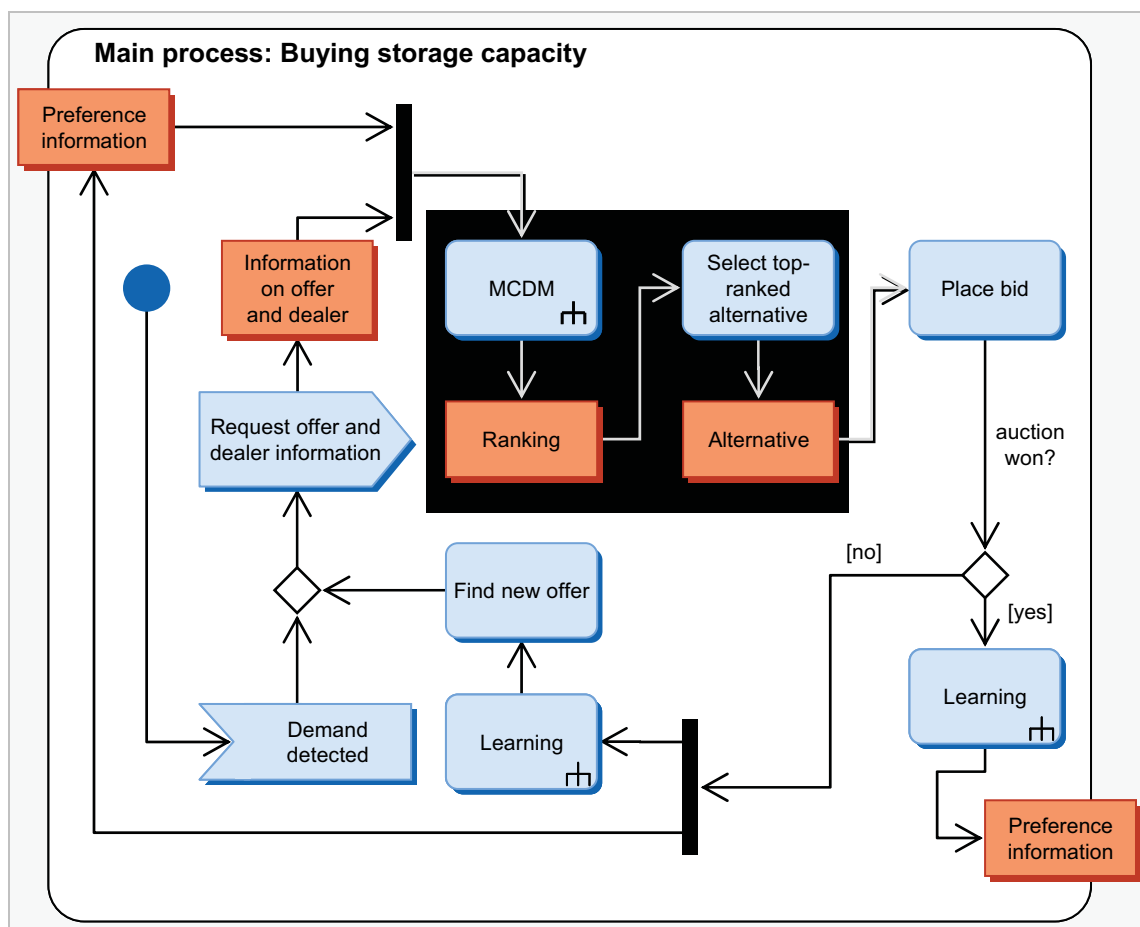 Main process: Buying storage capacity
Preference
information
Information
on offer
and dealer
MCDM
Select top-
ranked
alternative
Place bid
Request offer and
dealer information
Ranking
Alternative
auction
won?
[no]
Find new offer
[yes]
Demand
detected
Learning
Learning
Preference
information